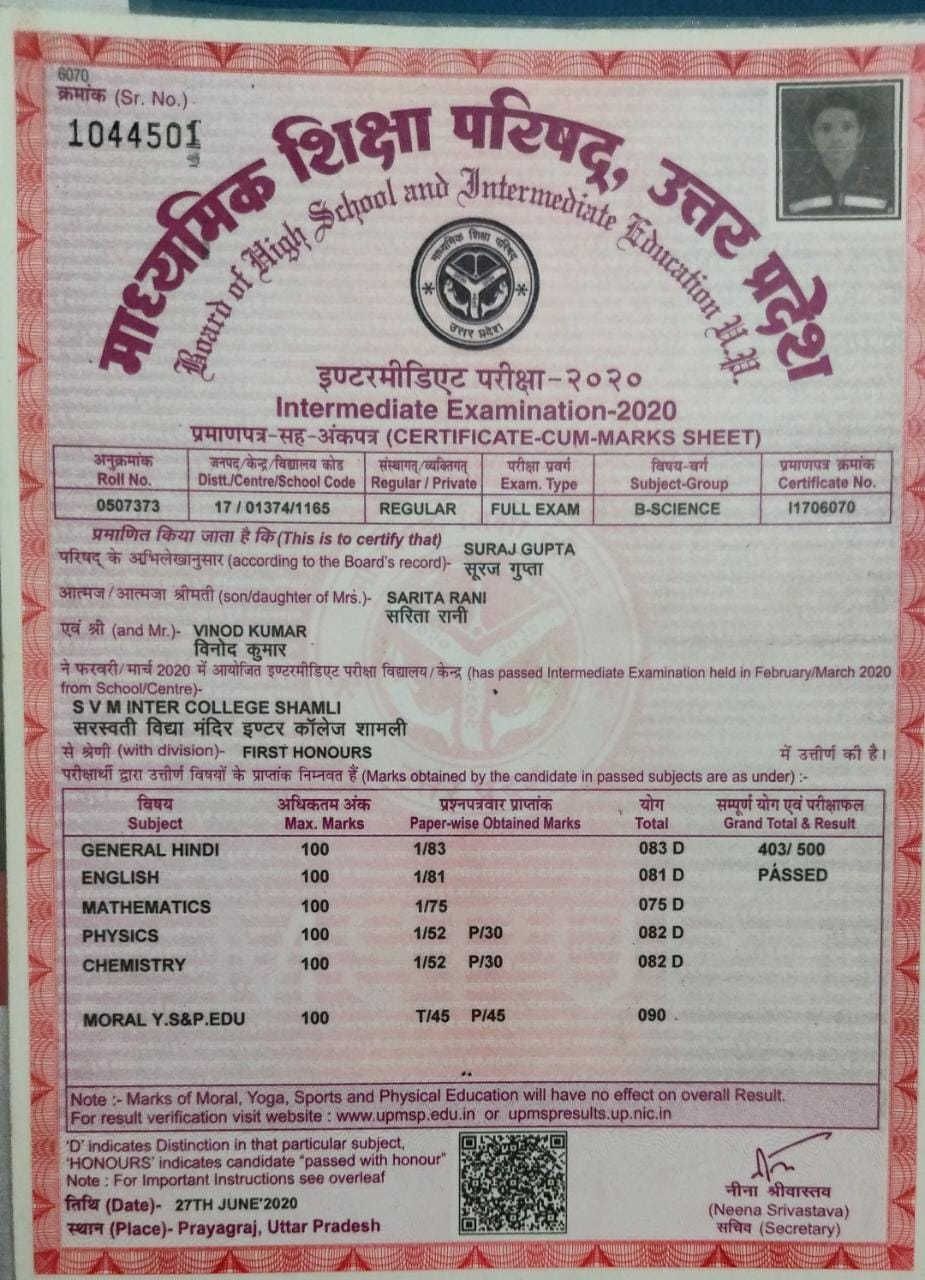 6070
क्रमांक (Sr. No.)
1044501
माध्यमिक शिक्षा परिषद्, उत्तर प्रदेश
Board of High School and Intermediate Education U.P.
माध्यमिक शिक्षा परिषद
उत्तर प्रदेश
इण्टरमीडिएट परीक्षा-२०२०
Intermediate Examination-2020
प्रमाणपत्र-सह-अंकपत्र (CERTIFICATE-CUM-MARKS SHEET)
अनुक्रमांक जनपद/केन्द्र/विद्यालय कोड संस्थागत्/व्यक्तिगत् परीक्षा प्रवर्ग विषय-वर्ग प्रमाणपत्र क्रमांक
Roll No. Distt./Centre/School Code Regular / Private Exam. Type Subject-Group Certificate No.
0507373 17 / 01374/1165 REGULAR FULL EXAM B-SCIENCE I1706070
प्रमाणित किया जाता है कि (This is to certify that) SURAJ GUPTA
परिषद् के अभिलेखानुसार (according to the Board's record)- सूरज गुप्ता
आत्मज/आत्मजा श्रीमती (son/daughter of Mrs.)- SARITA RANI
सरिता रानी
एवं श्री (and Mr.)- VINOD KUMAR
विनोद कुमार
ने फरवरी/मार्च 2020 में आयोजित इण्टरमीडिएट परीक्षा विद्यालय/केन्द्र (has passed Intermediate Examination held in February/March 2020
from School/Centre)-
S V M INTER COLLEGE SHAMLI
सरस्वती विद्या मंदिर इण्टर कॉलेज शामली
से श्रेणी (with division)- FIRST HONOURS में उत्तीर्ण की है।
परीक्षार्थी द्वारा उत्तीर्ण विषयों के प्राप्तांक निम्नवत हैं (Marks obtained by the candidate in passed subjects are as under) :-
विषय अधिकतम अंक प्रश्नपत्रवार प्राप्तांक योग सम्पूर्ण योग एवं परीक्षाफल
Subject Max. Marks Paper-wise Obtained Marks Total Grand Total & Result
GENERAL HINDI 100 1/83 083 D 403/ 500
ENGLISH 100 1/81 081 D PASSED
MATHEMATICS 100 1/75 075 D
PHYSICS 100 1/52 P/30 082 D
CHEMISTRY 100 1/52 P/30 082 D
MORAL Y.S&P.EDU 100 T/45 P/45 090
Note :- Marks of Moral, Yoga, Sports and Physical Education will have no effect on overall Result.
For result verification visit website : www.upmsp.edu.in or upmspresults.up.nic.in
'D' indicates Distinction in that particular subject,
'HONOURS' indicates candidate "passed with honour"
Note : For Important Instructions see overleaf
तिथि (Date)- 27TH JUNE'2020
स्थान (Place)- Prayagraj, Uttar Pradesh
नीना श्रीवास्तव
(Neena Srivastava)
सचिव (Secretary)